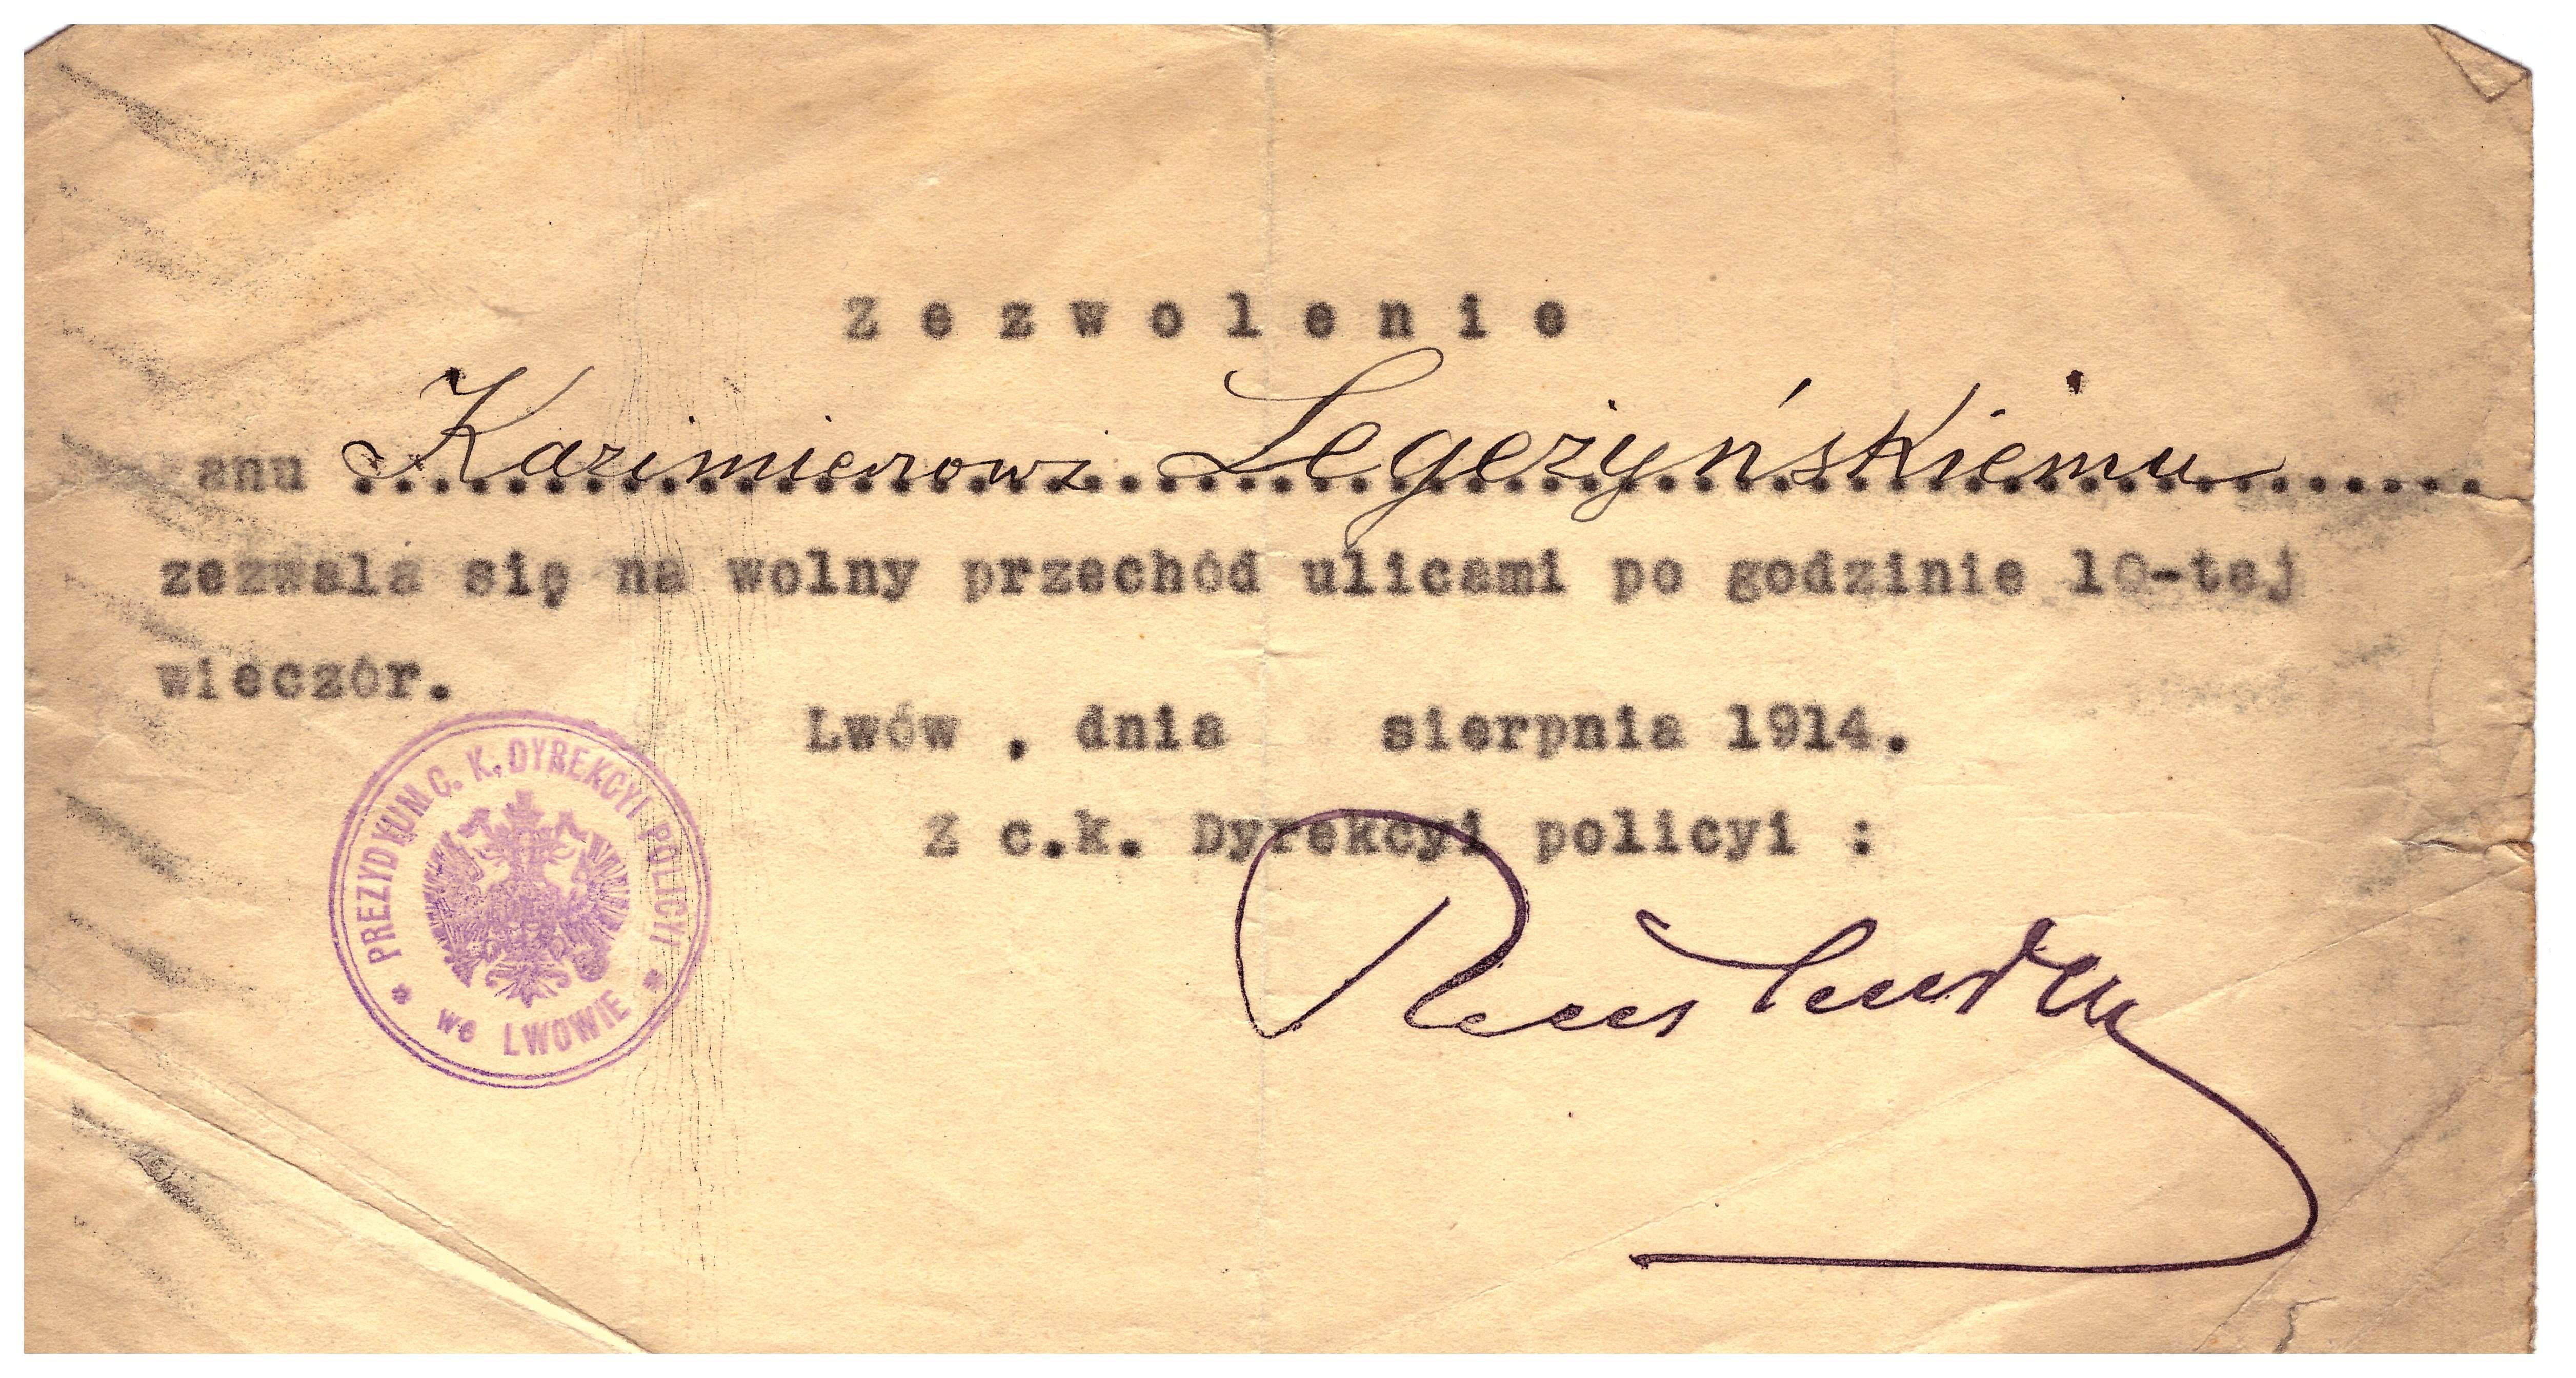 Zezwolenie
anu Kazimierowi Legeżyńskiemu
zezwala się na wolny przechód ulicami po godzinie 10-tej
wieczór.
Lwów , dnia sierpnia 1914.
Z c.k. Dyrekcyi policyi :
* PREZYDYUM C. K. DYREKCYI POLICYI *
we LWOWIE